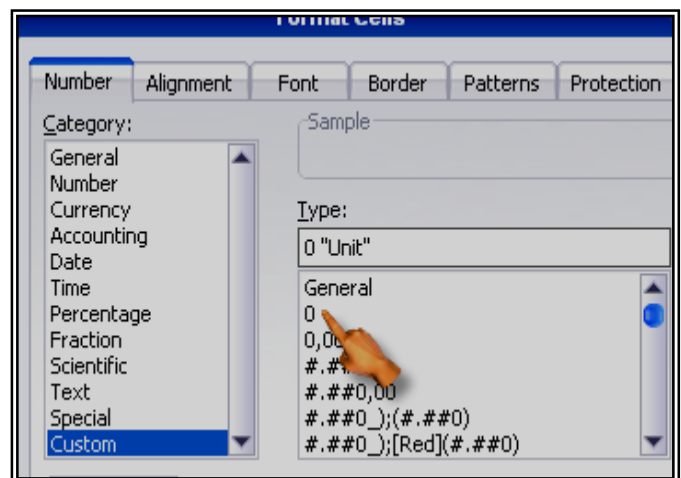 Format Cells
Number Alignment Font Border Patterns Protection
Category:
General
Number
Currency
Accounting
Date
Time
Percentage
Fraction
Scientific
Text
Special
Custom
Sample
Type:
0 "Unit"
General
0
#.##0,00
#.##0_);(#.##0)
#.##0_);[Red](#.##0)